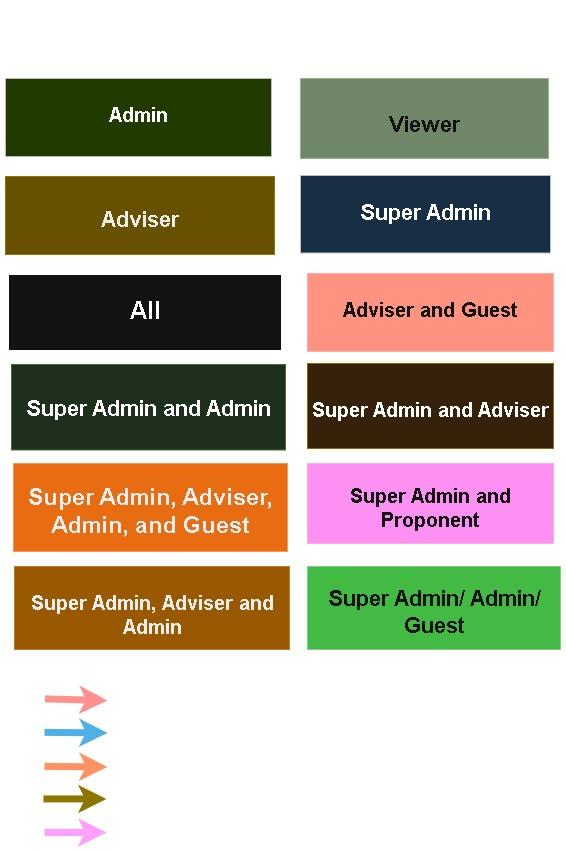 Admin
Viewer
Adviser
Super Admin
All
Adviser and Guest
Super Admin and Admin
Super Admin and Adviser
Super Admin, Adviser,
Admin, and Guest
Super Admin and
Proponent
Super Admin, Adviser and
Admin
Super Admin/ Admin/
Guest